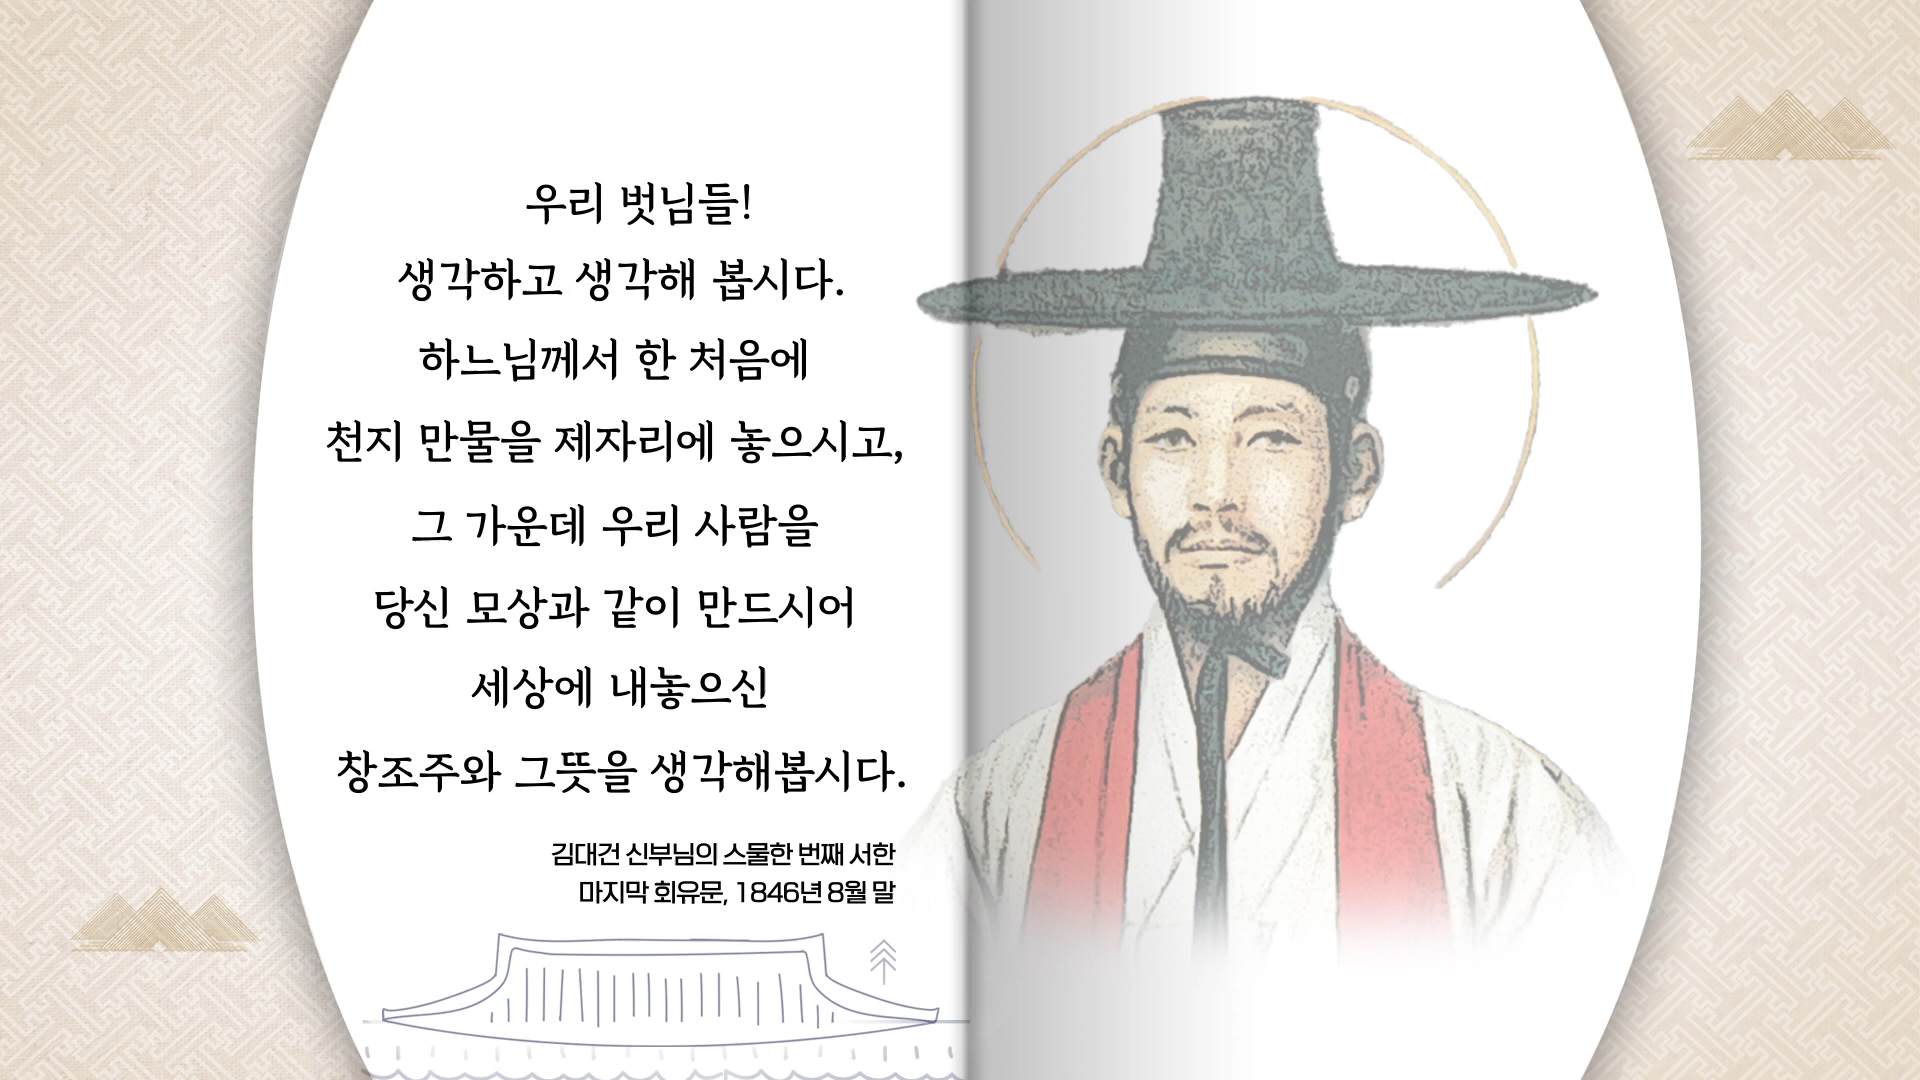 우리 벗님들!
생각하고 생각해 봅시다.
하느님께서 한 처음에
천지 만물을 제자리에 놓으시고,
그 가운데 우리 사람을
당신 모상과 같이 만드시어
세상에 내놓으신
창조주와 그뜻을 생각해봅시다.
김대건 신부님의 스물한 번째 서한
마지막 회유문, 1846년 8월 말